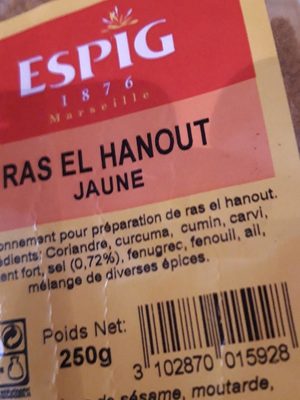 ESPIG
1876
Marseille
RAS EL HANOUT
JAUNE
onnement pour préparation de ras el hanout.
édients: Coriandre, curcuma, cumin, carvi,
ent fort, sel (0,72%), fenugrec, fenouil, ail,
mélange de diverses épices.
Poids Net:
250g
3 102870 015928
de sésame, moutarde,